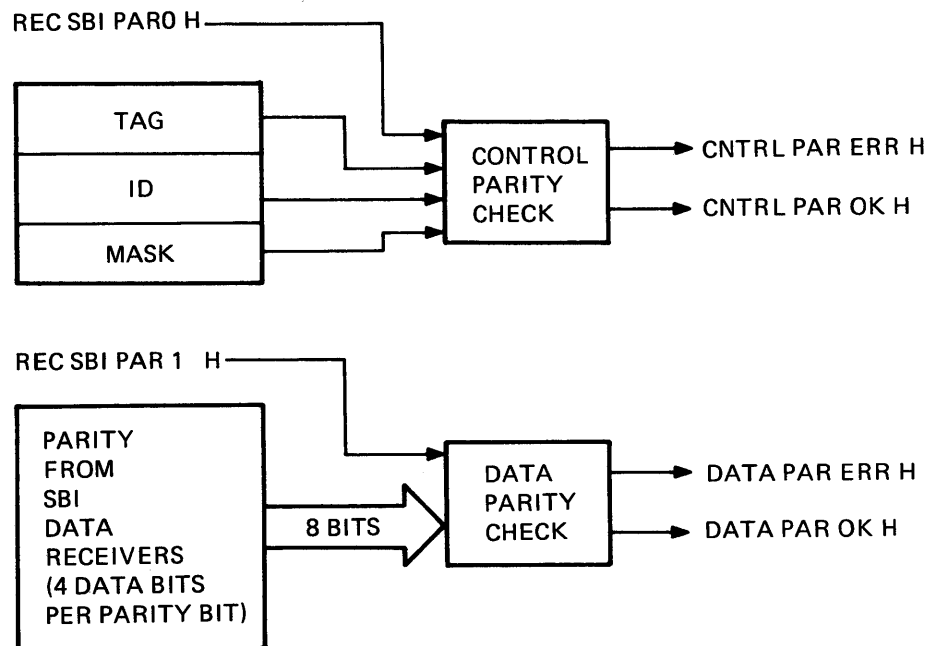 REC SBI PAR0 H
TAG
ID
MASK
CONTROL
PARITY
CHECK
CNTRL PAR ERR H
CNTRL PAR OK H
REC SBI PAR 1 H
PARITY
FROM
SBI
DATA
RECEIVERS
(4 DATA BITS
PER PARITY BIT)
8 BITS
DATA
PARITY
CHECK
DATA PAR ERR H
DATA PAR OK H